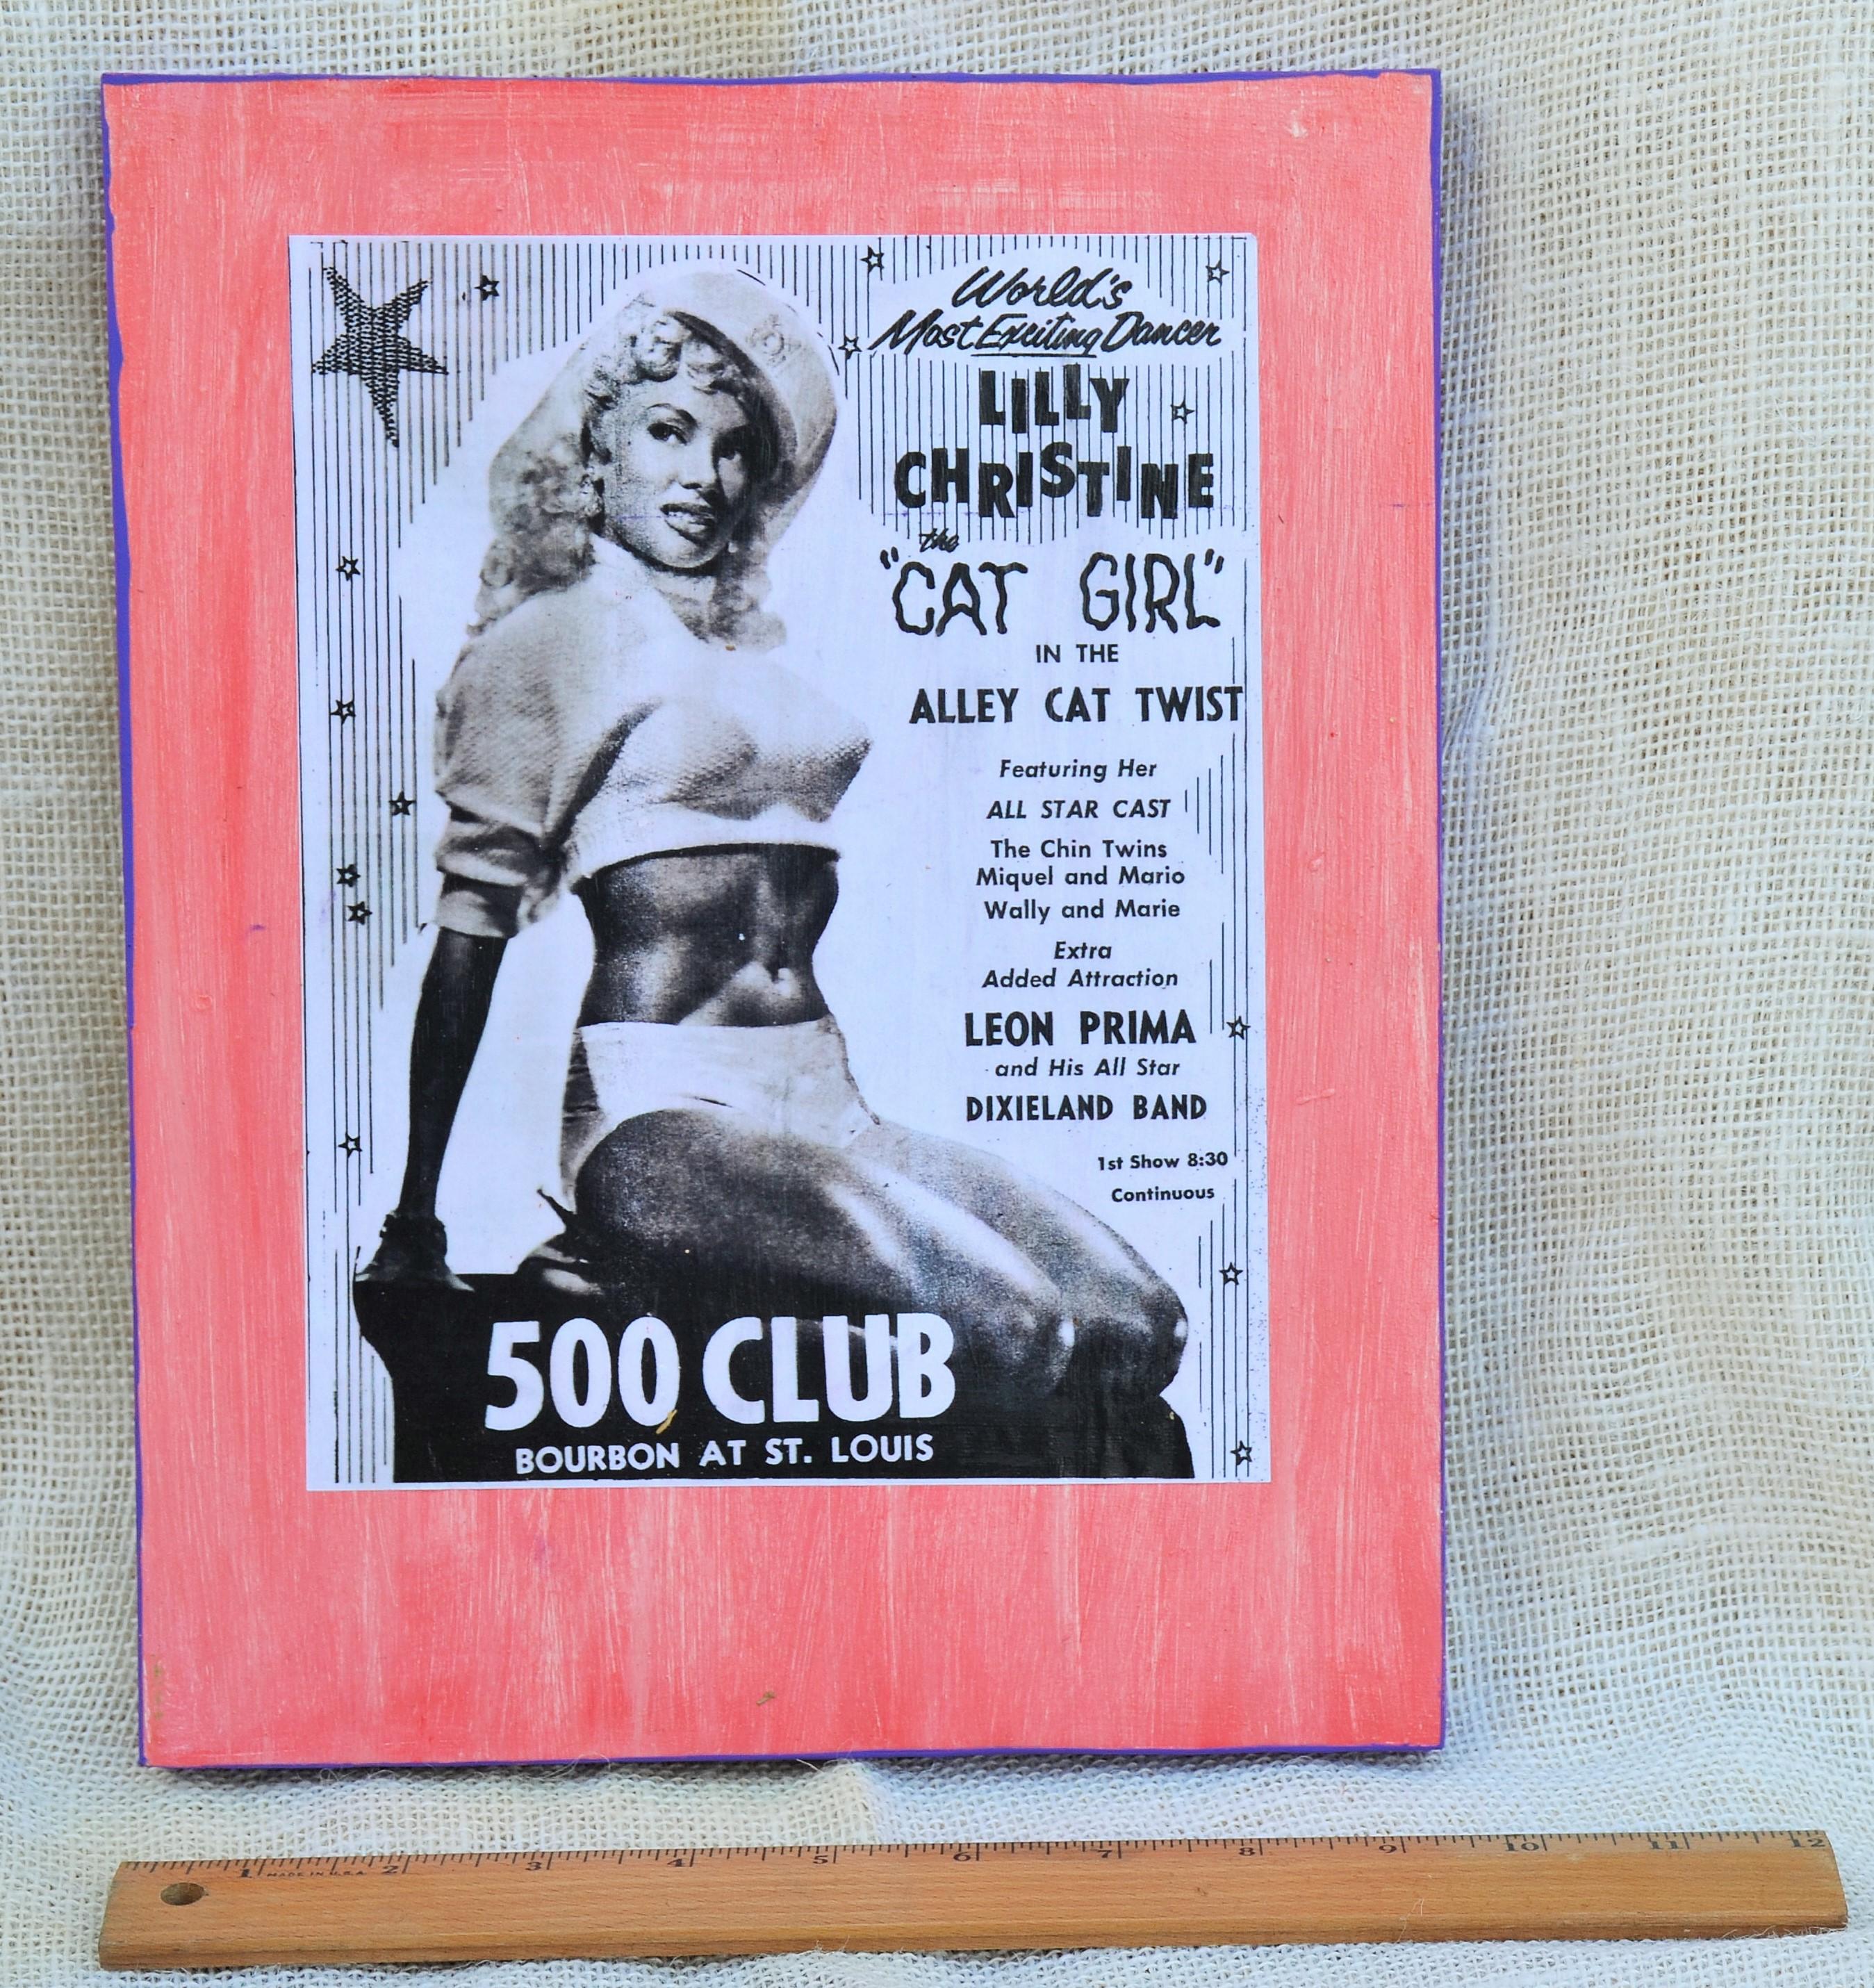 World's
Most Exciting Dancer
LILLY
CHRISTINE
the
"CAT GIRL"
IN THE
ALLEY CAT TWIST
Featuring Her
ALL STAR CAST
The Chin Twins
Miquel and Mario
Wally and Marie
Extra
Added Attraction
LEON PRIMA
and His All Star
DIXIELAND BAND
1st Show 8:30
Continuous
500 CLUB
BOURBON AT ST. LOUIS
1 2 3 4 5 6 7 8 9 10 11 12
MADE IN U.S.A.